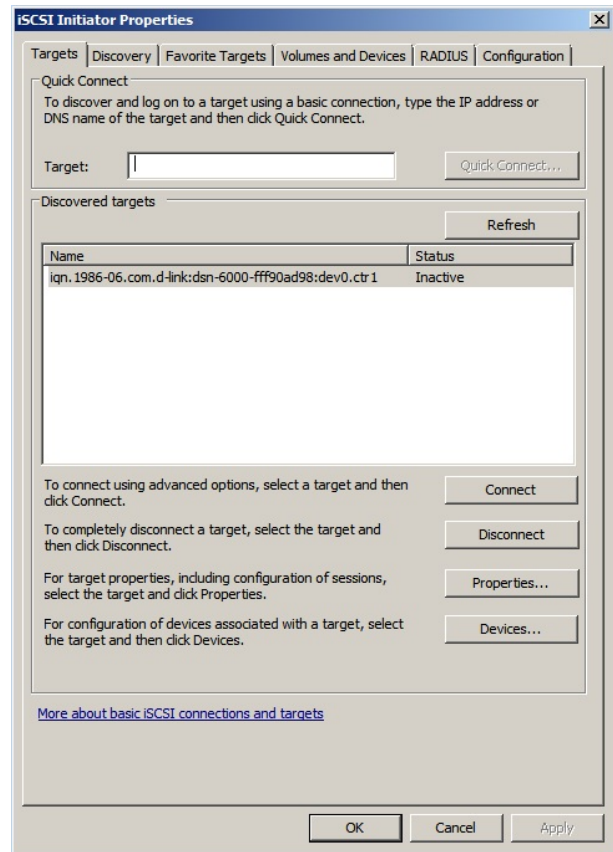 iSCSI Initiator Properties
Targets Discovery Favorite Targets Volumes and Devices RADIUS Configuration
Quick Connect
To discover and log on to a target using a basic connection, type the IP address or
DNS name of the target and then click Quick Connect.
Target:
Quick Connect...
Discovered targets
Refresh
Name Status
iqn.1986-06.com.d-link:dsn-6000-fff90ad98:dev0.ctr1 Inactive
To connect using advanced options, select a target and then
click Connect.
Connect
To completely disconnect a target, select the target and
then click Disconnect.
Disconnect
For target properties, including configuration of sessions,
select the target and click Properties.
Properties...
For configuration of devices associated with a target, select
the target and then click Devices.
Devices...
More about basic iSCSI connections and targets
OK Cancel Apply